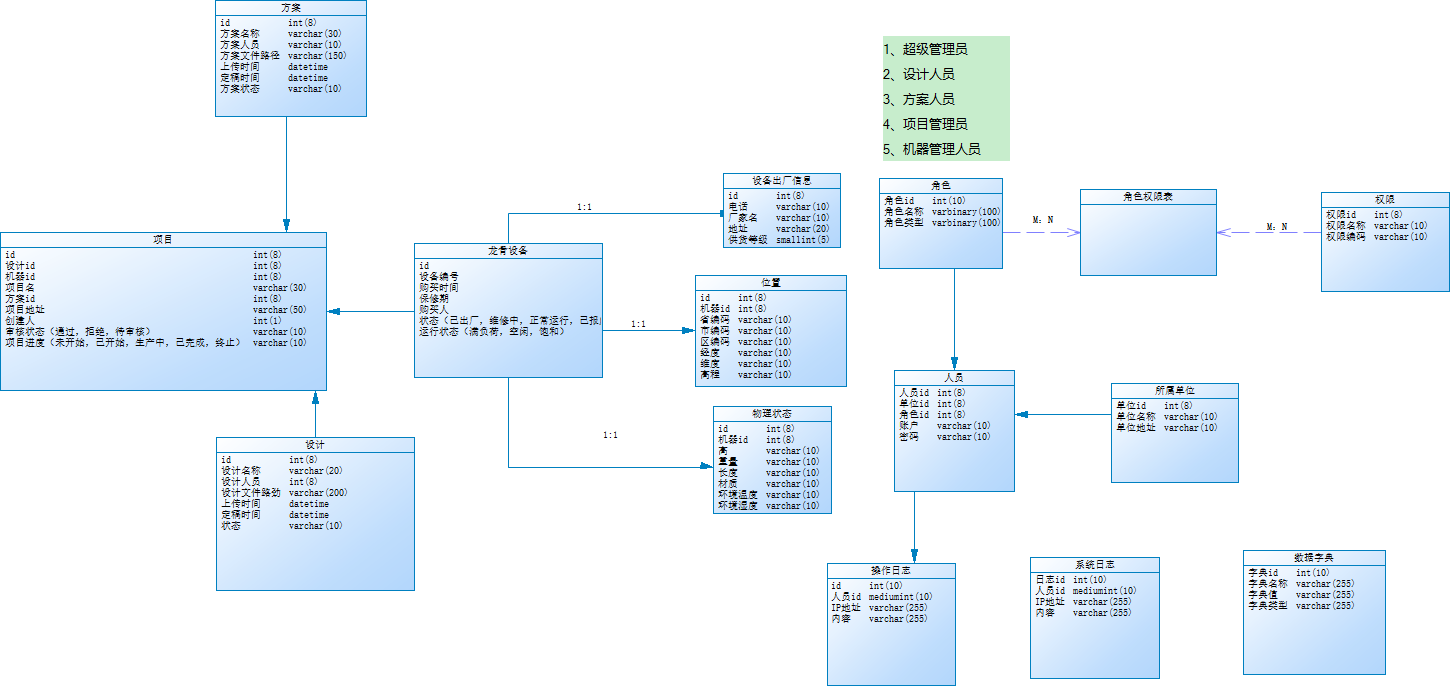 方案
id int(8)
方案名称 varchar(30)
方案人员 varchar(10)
方案文件路径 varchar(150)
上传时间 datetime
定稿时间 datetime
方案状态 varchar(10)
1、超级管理员
2、设计人员
3、方案人员
4、项目管理员
5、机器管理人员
项目
id int(8)
设计id int(8)
机器id int(8)
项目名 varchar(30)
方案id int(8)
项目地址 varchar(50)
创建人 int(1)
审核状态（通过，拒绝，待审核） varchar(10)
项目进度（未开始，已开始，生产中，已完成，终止） varchar(10)
龙骨设备
id
设备编号
购买时间
保修期
购买人
状态（已出厂，维修中，正常运行，已报
运行状态（满负荷，空闲，饱和）
1:1
1:1
1:1
设备出厂信息
id int(8)
电话 varchar(10)
厂家名 varchar(10)
地址 varchar(20)
供货等级 smallint(5)
位置
id int(8)
机器id int(8)
省编码 varchar(10)
市编码 varchar(10)
区编码 varchar(10)
经度 varchar(10)
维度 varchar(10)
高程 varchar(10)
物理状态
id int(8)
机器id int(8)
高 varchar(10)
重量 varchar(10)
长度 varchar(10)
材质 varchar(10)
环境温度 varchar(10)
环境湿度 varchar(10)
设计
id int(8)
设计名称 varchar(20)
设计人员 int(8)
设计文件路劲 varchar(200)
上传时间 datetime
定稿时间 datetime
状态 varchar(10)
角色
角色id int(10)
角色名称 varbinary(100)
角色类型 varbinary(100)
M：N
角色权限表
M：N
权限
权限id int(8)
权限名称 varchar(10)
权限编码 varchar(10)
人员
人员id int(8)
单位id int(8)
角色id int(8)
账户 varchar(10)
密码 varchar(10)
所属单位
单位id int(8)
单位名称 varchar(10)
单位地址 varchar(10)
操作日志
id int(10)
人员id mediumint(10)
IP地址 varchar(255)
内容 varchar(255)
系统日志
日志id int(10)
人员id mediumint(10)
IP地址 varchar(255)
内容 varchar(255)
数据字典
字典id int(10)
字典名称 varchar(255)
字典值 varchar(255)
字典类型 varchar(255)